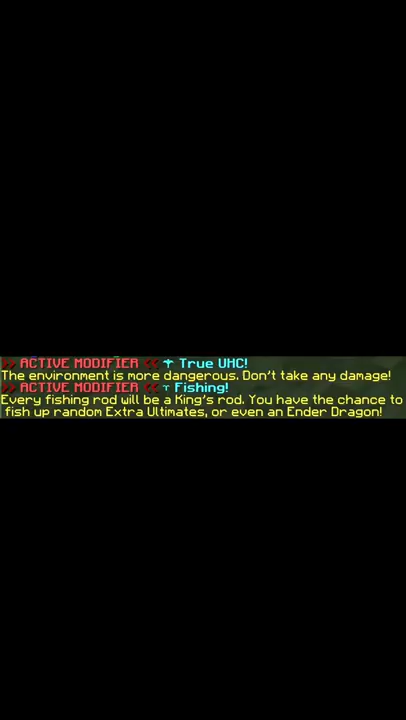 >> ACTIVE MODIFIER << True UHC!
The environment is more dangerous. Don't take any damage!
>> ACTIVE MODIFIER << Fishing!
Every fishing rod will be a King's rod. You have the chance to
fish up random Extra Ultimates, or even an Ender Dragon!